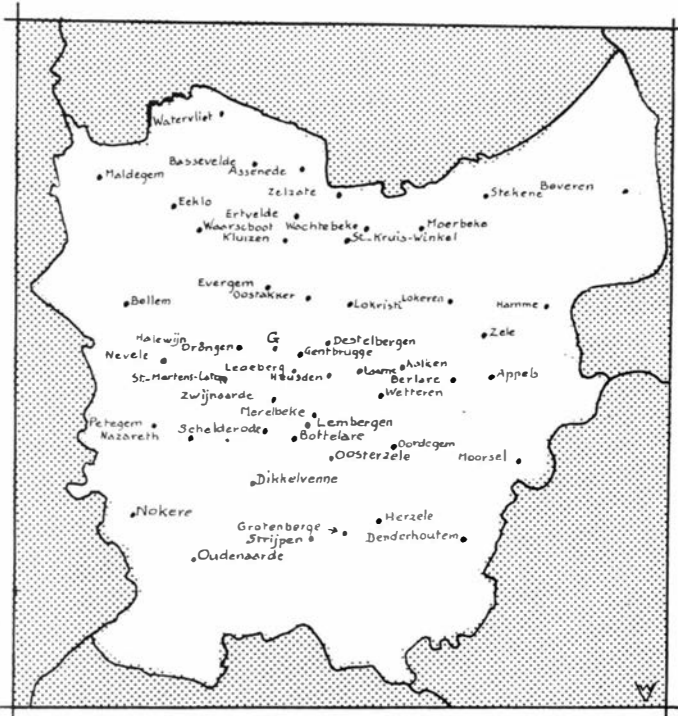 Watervliet
Bassevelde
Assenede
Maldegem
Zelzate
Stekene
Beveren
Eeklo
Ertvelde
Waarschoot
Wachtebeke
Moerbeke
Kluizen
St.-Kruis-Winkel
Evergem
Oostakker
Bellem
Lokristi
Lokeren
Hamme
Zele
Halewijn
Drongen
G
Destelbergen
Gentbrugge
Nevele
Ledeberg
Heusden
Laarne
Kalken
St.-Martens-Latem
Berlare
Appels
Zwijnaarde
Wetteren
Merelbeke
Petegem
Lembergen
Nazareth
Schelderode
Bottelare
Oordegem
Oosterzele
Moorsel
Dikkelvenne
Nokere
Grotenberge
Herzele
Strijpen
Denderhoutem
Oudenaarde